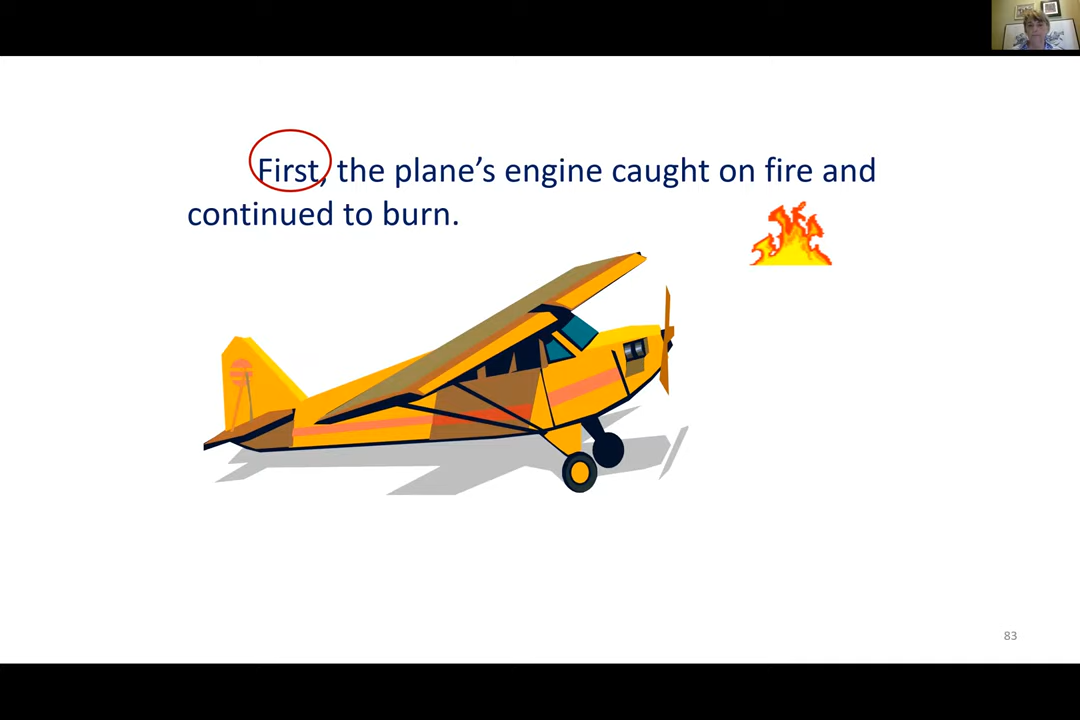 First, the plane’s engine caught on fire and
continued to burn.
83